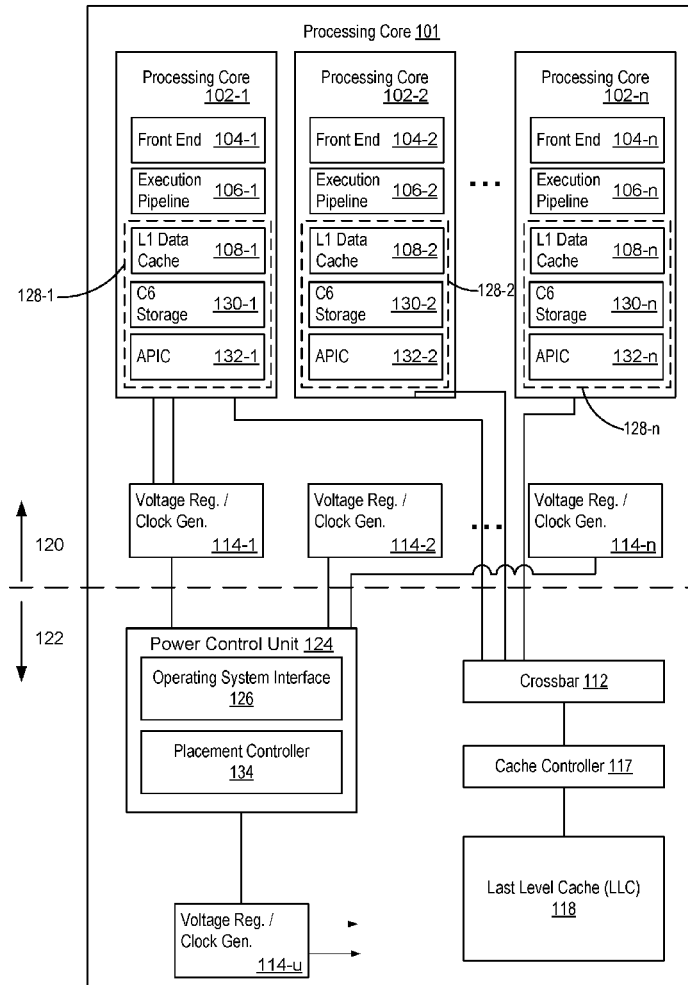 Processing Core 101
Processing Core
102-1
Front End 104-1
Execution
Pipeline 106-1
L1 Data
Cache 108-1
C6
Storage 130-1
APIC 132-1
128-1
Processing Core
102-2
Front End 104-2
Execution
Pipeline 106-2
L1 Data
Cache 108-2
C6
Storage 130-2
APIC 132-2
128-2
...
Processing Core
102-n
Front End 104-n
Execution
Pipeline 106-n
L1 Data
Cache 108-n
C6
Storage 130-n
APIC 132-n
128-n
Voltage Reg. /
Clock Gen.
114-1
Voltage Reg. /
Clock Gen.
114-2
...
Voltage Reg. /
Clock Gen.
114-n
120
122
Power Control Unit 124
Operating System Interface
126
Placement Controller
134
Crossbar 112
Cache Controller 117
Last Level Cache (LLC)
118
Voltage Reg. /
Clock Gen.
114-u